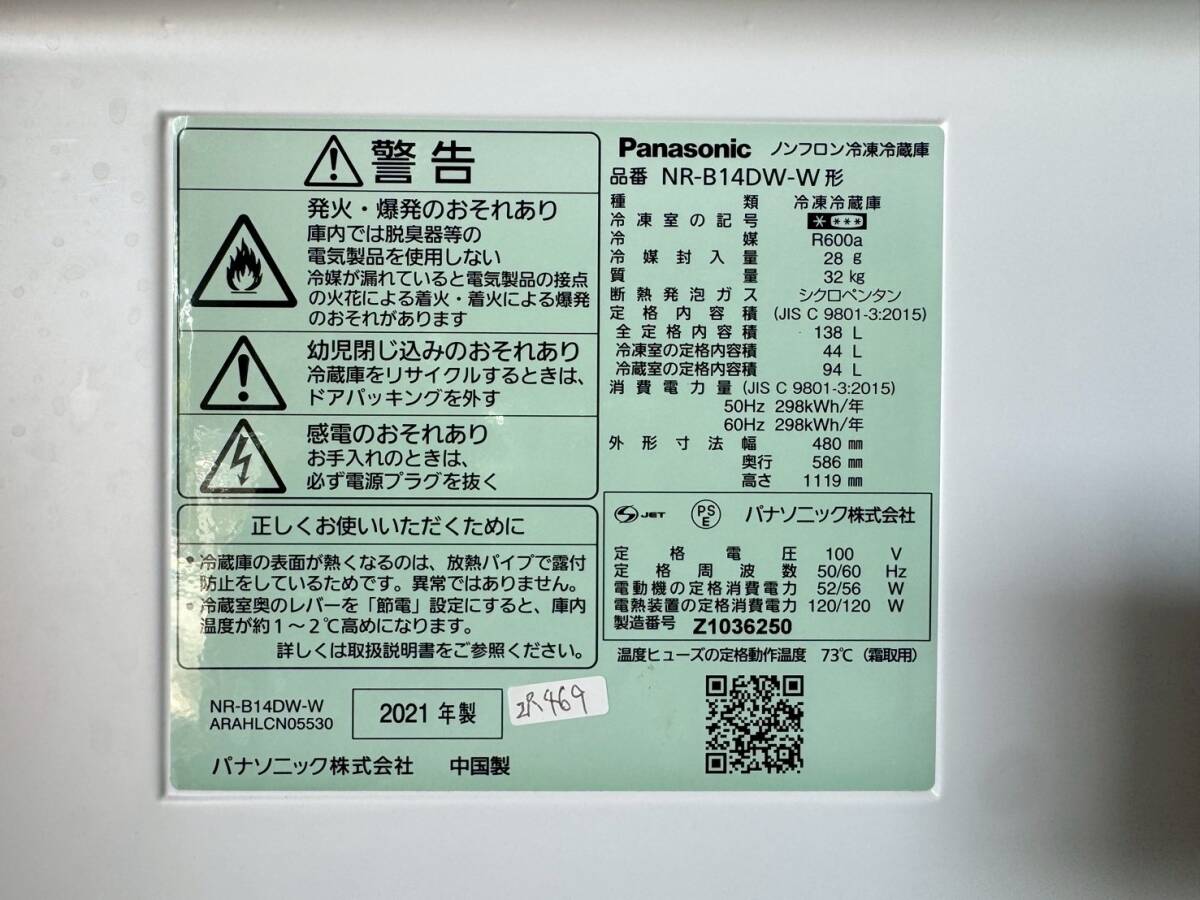 警告
発火・爆発のおそれあり
庫内では脱臭器等の
電気製品を使用しない
冷媒が漏れていると電気製品の接点
の火花による着火・着火による爆発
のおそれがあります
幼児閉じ込みのおそれあり
冷蔵庫をリサイクルするときは、
ドアパッキングを外す
感電のおそれあり
お手入れのときは、
必ず電源プラグを抜く
正しくお使いいただくために
・冷蔵庫の表面が熱くなるのは、放熱パイプで露付
防止をしているためです。異常ではありません。
・冷蔵室奥のレバーを「節電」設定にすると、庫内
温度が約1～2℃高めになります。
詳しくは取扱説明書をご参照ください。
NR-B14DW-W
ARAHLCN05530
2021年製
ZR469
パナソニック株式会社 中国製
Panasonic ノンフロン冷凍冷蔵庫
品番 NR-B14DW-W形
種類 冷凍冷蔵庫
冷凍室の記号 * ***
冷媒 R600a
冷媒封入量 28 g
質量 32 kg
断熱発泡ガス シクロペンタン
定格内容積 (JIS C 9801-3:2015)
全定格内容積 138 L
冷凍室の定格内容積 44 L
冷蔵室の定格内容積 94 L
消費電力量 (JIS C 9801-3:2015)
50Hz 298kWh/年
60Hz 298kWh/年
外形寸法 幅 480 mm
奥行 586 mm
高さ 1119 mm
JET PSE パナソニック株式会社
定格電圧 100 V
定格周波数 50/60 Hz
電動機の定格消費電力 52/56 W
電熱装置の定格消費電力 120/120 W
製造番号 Z1036250
温度ヒューズの定格動作温度 73℃（霜取用）